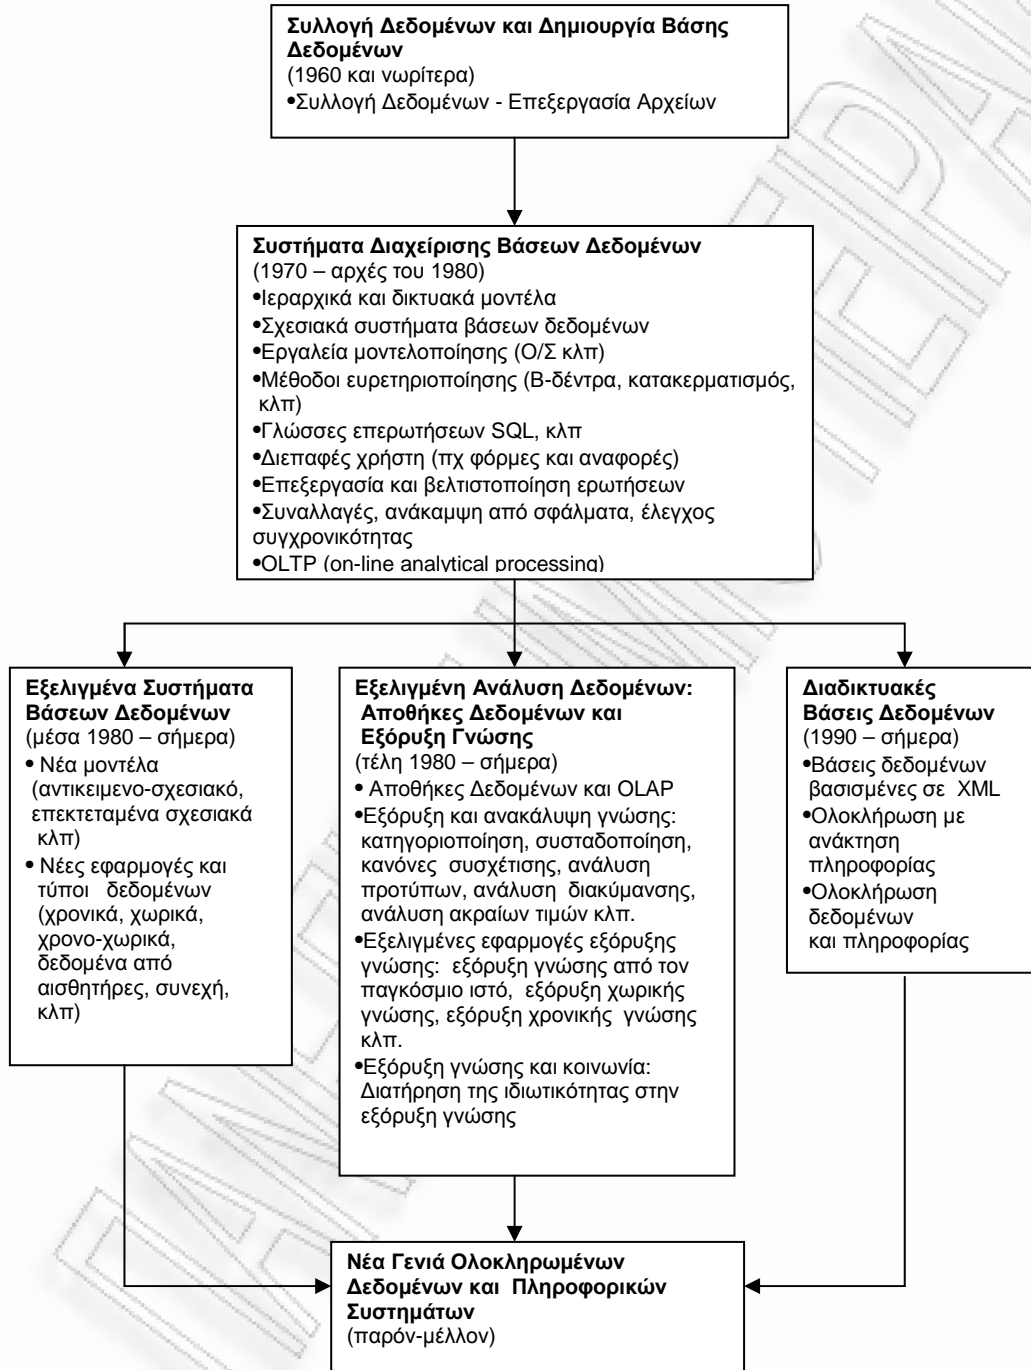 Συλλογή Δεδομένων και Δημιουργία Βάσης
Δεδομένων
(1960 και νωρίτερα)
•Συλλογή Δεδομένων - Επεξεργασία Αρχείων
Συστήματα Διαχείρισης Βάσεων Δεδομένων
(1970 – αρχές του 1980)
•Ιεραρχικά και δικτυακά μοντέλα
•Σχεσιακά συστήματα βάσεων δεδομένων
•Εργαλεία μοντελοποίησης (Ο/Σ κλπ)
•Μέθοδοι ευρετηριοποίησης (Β-δέντρα, κατακερματισμός,
κλπ)
•Γλώσσες επερωτήσεων SQL, κλπ
•Διεπαφές χρήστη (πχ φόρμες και αναφορές)
•Επεξεργασία και βελτιστοποίηση ερωτήσεων
•Συναλλαγές, ανάκαμψη από σφάλματα, έλεγχος
συγχρονικότητας
•OLTP (on-line analytical processing)
Εξελιγμένα Συστήματα
Βάσεων Δεδομένων
(μέσα 1980 – σήμερα)
• Νέα μοντέλα
(αντικειμενο-σχεσιακό,
επεκτεταμένα σχεσιακά
κλπ)
• Νέες εφαρμογές και
τύποι δεδομένων
(χρονικά, χωρικά,
χρονο-χωρικά,
δεδομένα από
αισθητήρες, συνεχή,
κλπ)
Εξελιγμένη Ανάλυση Δεδομένων:
Αποθήκες Δεδομένων και
Εξόρυξη Γνώσης
(τέλη 1980 – σήμερα)
• Αποθήκες Δεδομένων και OLAP
•Εξόρυξη και ανακάλυψη γνώσης:
κατηγοριοποίηση, συσταδοποίηση,
κανόνες συσχέτισης, ανάλυση
προτύπων, ανάλυση διακύμανσης,
ανάλυση ακραίων τιμών κλπ.
•Εξελιγμένες εφαρμογές εξόρυξης
γνώσης: εξόρυξη γνώσης από τον
παγκόσμιο ιστό, εξόρυξη χωρικής
γνώσης, εξόρυξη χρονικής γνώσης
κλπ.
•Εξόρυξη γνώσης και κοινωνία:
Διατήρηση της ιδιωτικότητας στην
εξόρυξη γνώσης
Διαδικτυακές
Βάσεις Δεδομένων
(1990 – σήμερα)
•Βάσεις δεδομένων
βασισμένες σε XML
•Ολοκλήρωση με
ανάκτηση
πληροφορίας
•Ολοκλήρωση
δεδομένων
και πληροφορίας
Νέα Γενιά Ολοκληρωμένων
Δεδομένων και Πληροφορικών
Συστημάτων
(παρόν-μέλλον)